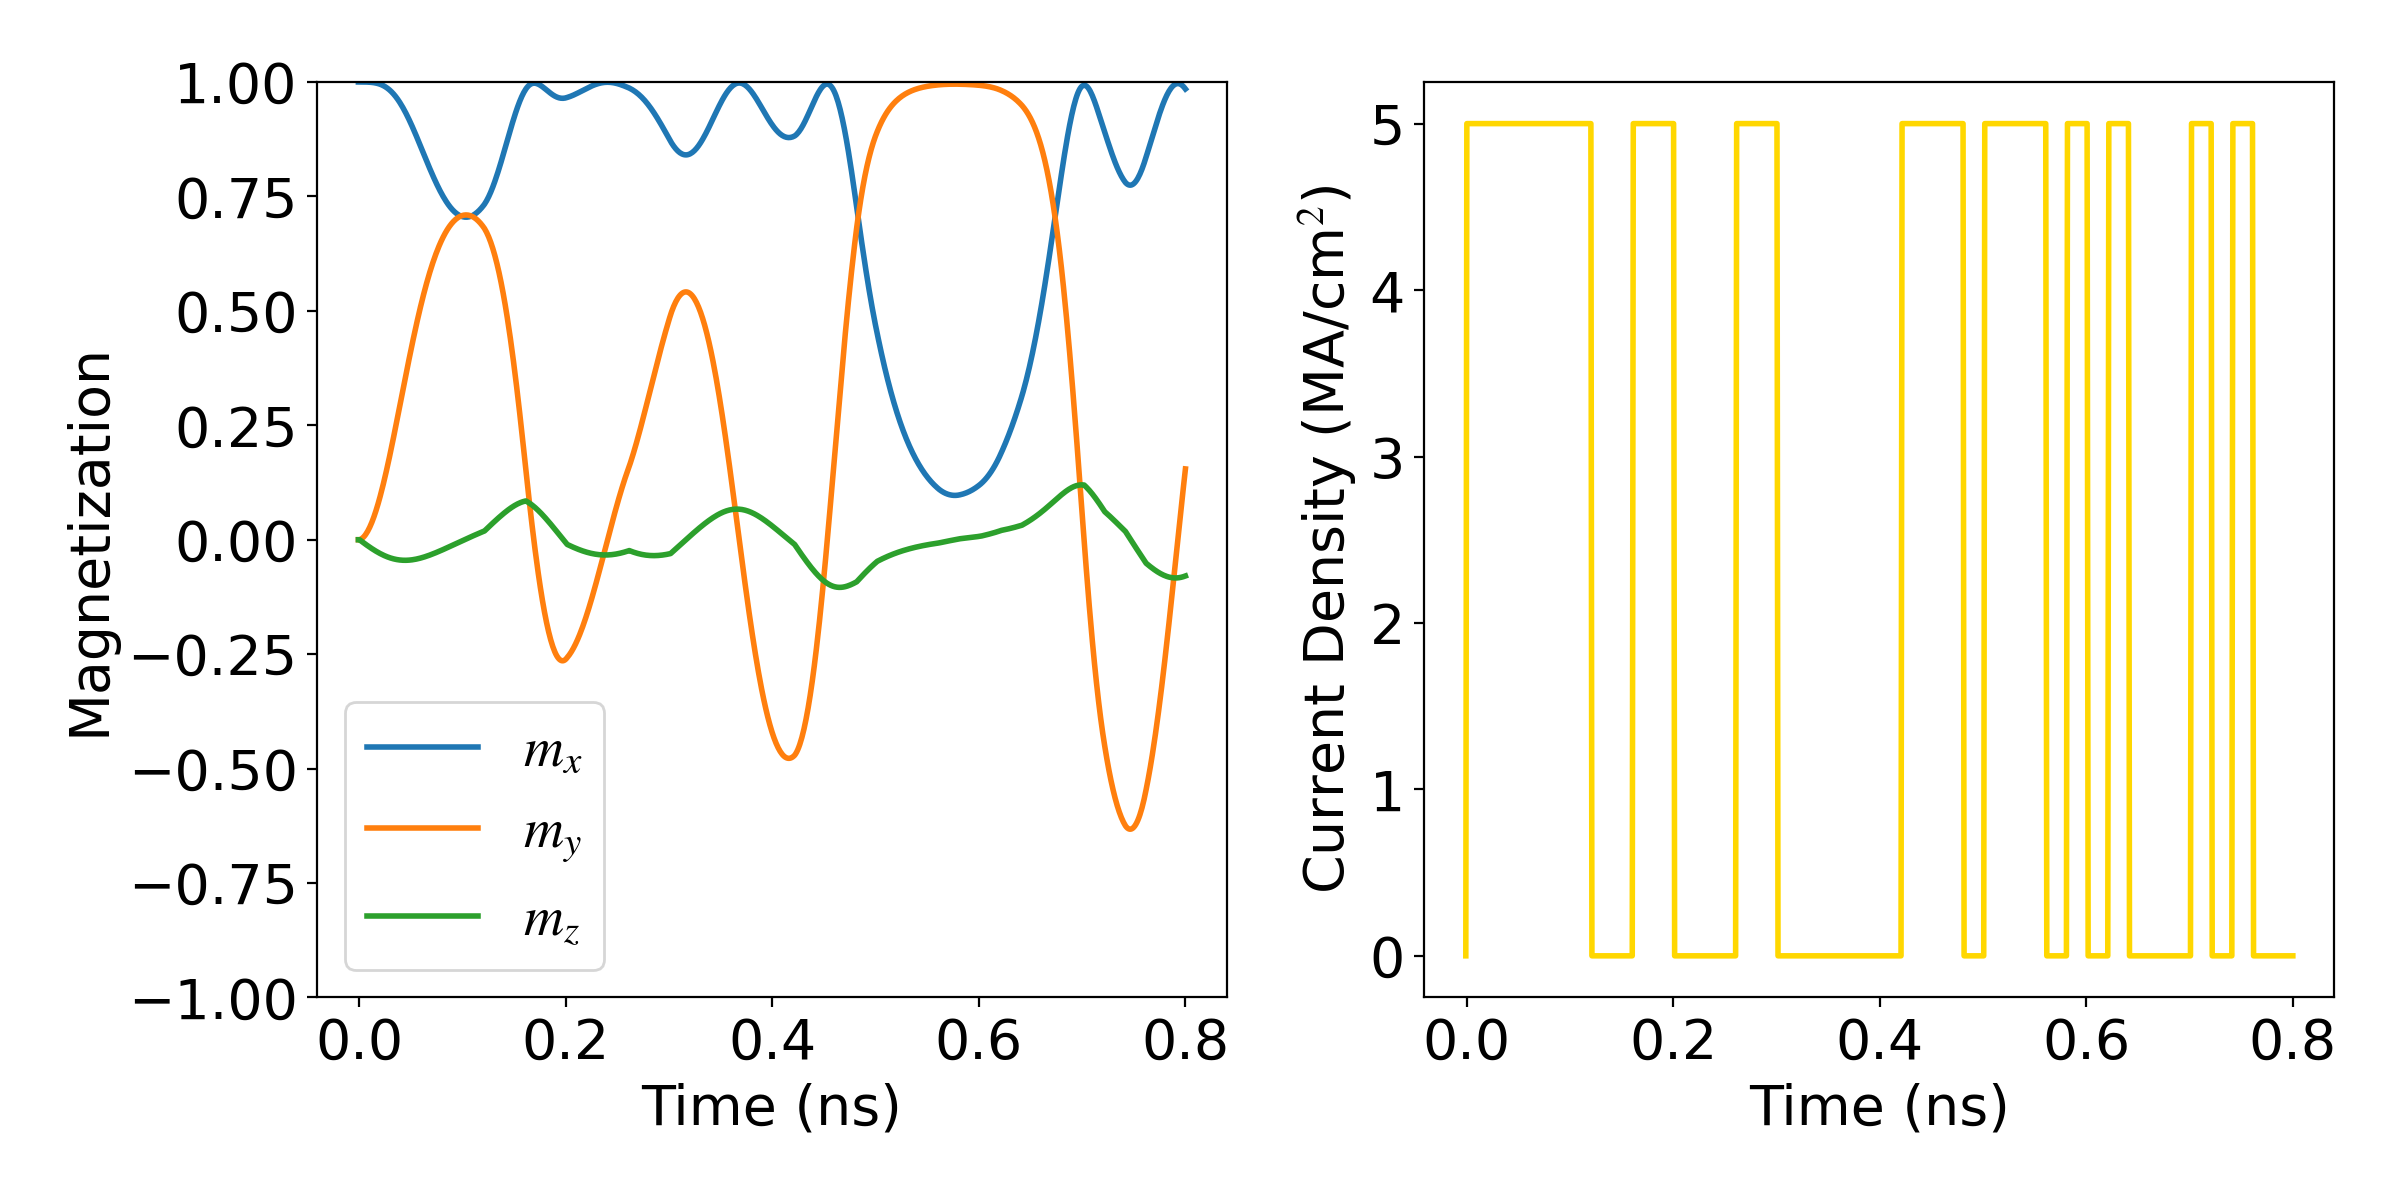 Magnetization
1.00
0.75
0.50
0.25
0.00
−0.25
−0.50
−0.75
−1.00
0.0 0.2 0.4 0.6 0.8
Time (ns)
m_x
m_y
m_z
Current Density (MA/cm²)
5
4
3
2
1
0
0.0 0.2 0.4 0.6 0.8
Time (ns)